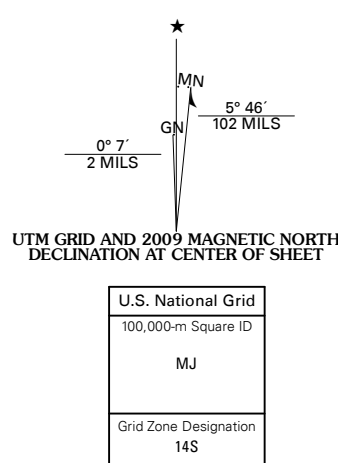 ★
MN
GN
5° 46´
102 MILS
0° 7´
2 MILS
UTM GRID AND 2009 MAGNETIC NORTH
DECLINATION AT CENTER OF SHEET
U.S. National Grid
100,000-m Square ID
MJ
Grid Zone Designation
14S